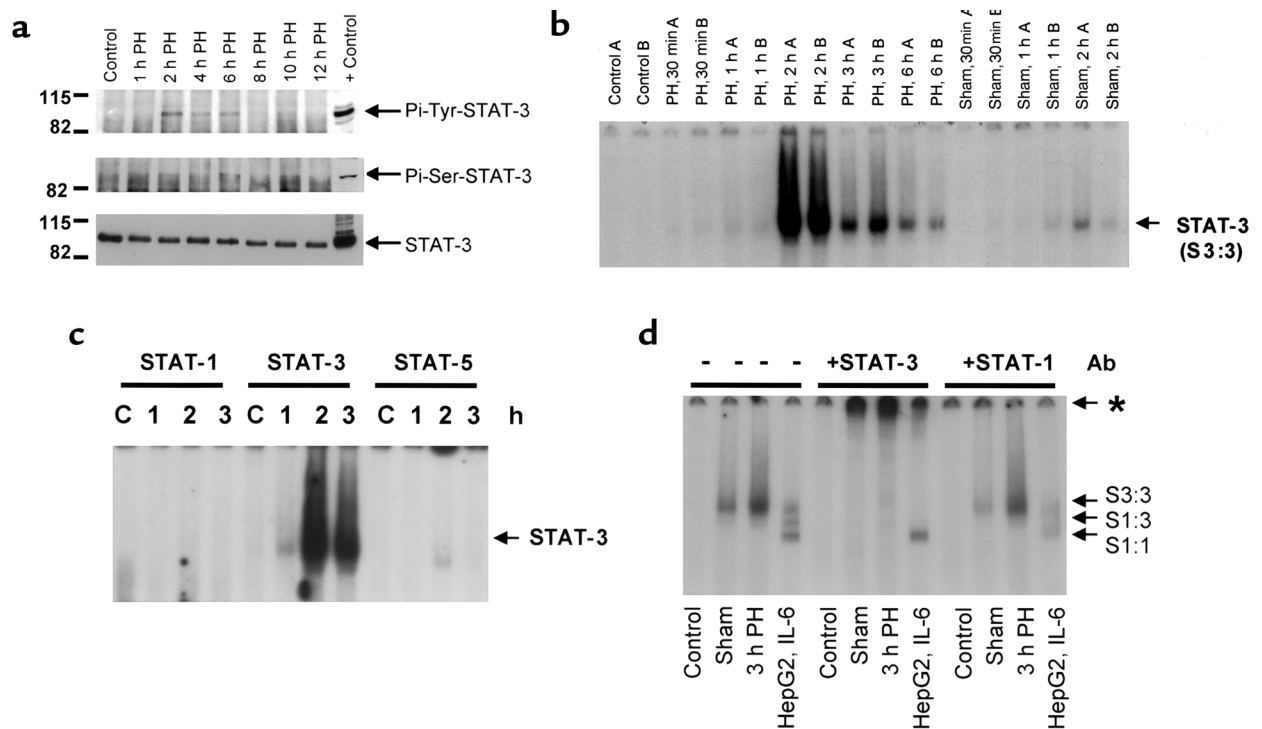 a
Control
1 h PH
2 h PH
4 h PH
6 h PH
8 h PH
10 h PH
12 h PH
+ Control
115
82
Pi-Tyr-STAT-3
82
Pi-Ser-STAT-3
115
82
STAT-3
b
Control A
Control B
PH,30 min A
PH,30 min B
PH, 1 h A
PH, 1 h B
PH, 2 h A
PH, 2 h B
PH, 3 h A
PH, 3 h B
PH, 6 h A
PH, 6 h B
Sham,30min A
Sham, 30min B
Sham, 1 h A
Sham, 1 h B
Sham, 2 h A
Sham, 2 h B
STAT-3
(S3:3)
c
STAT-1 STAT-3 STAT-5
C 1 2 3 C 1 2 3 C 1 2 3 h
STAT-3
d
- - - - +STAT-3 +STAT-1 Ab
*
S3:3
S1:3
S1:1
Control
Sham
3 h PH
HepG2, IL-6
Control
Sham
3 h PH
HepG2, IL-6
Control
Sham
3 h PH
HepG2, IL-6